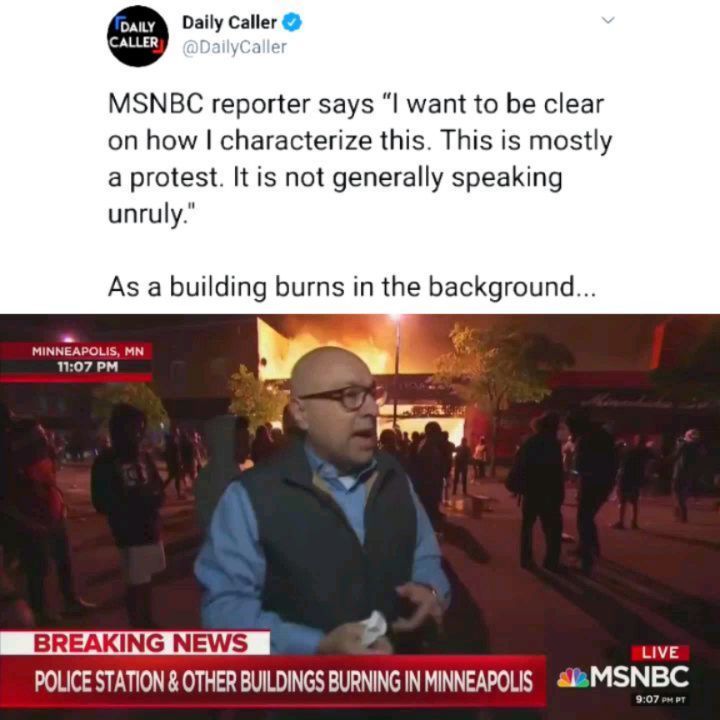 DAILY
CALLER
Daily Caller
@DailyCaller
MSNBC reporter says “I want to be clear
on how I characterize this. This is mostly
a protest. It is not generally speaking
unruly."
As a building burns in the background...
MINNEAPOLIS, MN
11:07 PM
BREAKING NEWS
POLICE STATION & OTHER BUILDINGS BURNING IN MINNEAPOLIS
LIVE
MSNBC
9:07 PM PT